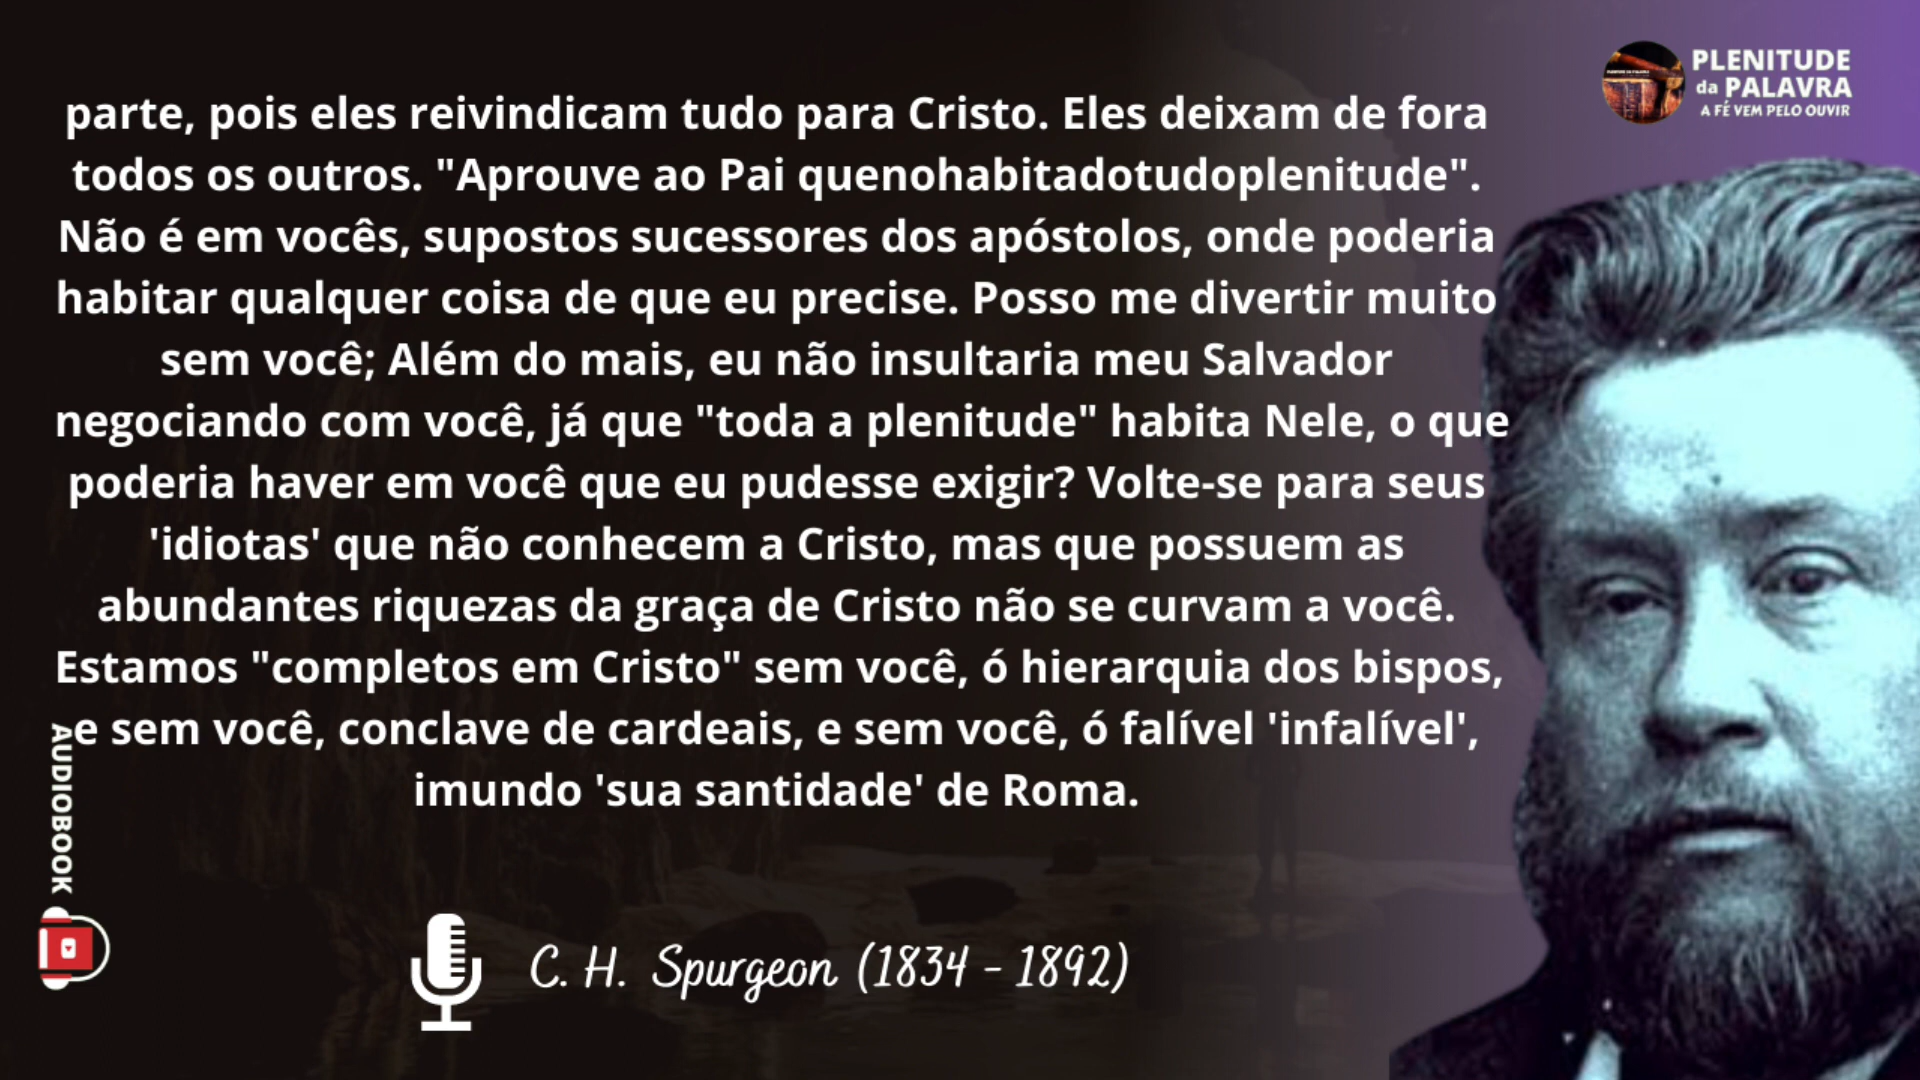 parte, pois eles reivindicam tudo para Cristo. Eles deixam de fora
todos os outros. "Aprouve ao Pai quenohabitadotudoplenitude".
Não é em vocês, supostos sucessores dos apóstolos, onde poderia
habitar qualquer coisa de que eu precise. Posso me divertir muito
sem você; Além do mais, eu não insultaria meu Salvador
negociando com você, já que "toda a plenitude" habita Nele, o que
poderia haver em você que eu pudesse exigir? Volte-se para seus
'idiotas' que não conhecem a Cristo, mas que possuem as
abundantes riquezas da graça de Cristo não se curvam a você.
Estamos "completos em Cristo" sem você, ó hierarquia dos bispos,
e sem você, conclave de cardeais, e sem você, ó falível 'infalível',
imundo 'sua santidade' de Roma.
C. H. Spurgeon (1834 - 1892)
AUDIOBOOK
PLENITUDE
da PALAVRA
A FÉ VEM PELO OUVIR